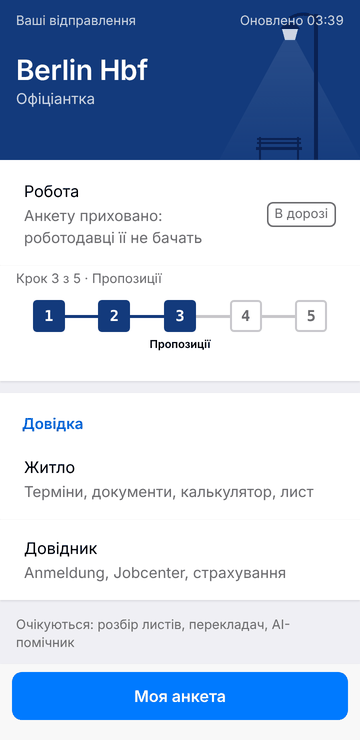 Ваші відправлення
Оновлено 03:39
Berlin Hbf
Офіціантка
Робота
Анкету приховано:
роботодавці її не бачать
В дорозі
Крок 3 з 5 · Пропозиції
1 2 3 4 5
Пропозиції
Довідка
Житло
Терміни, документи, калькулятор, лист
Довідник
Anmeldung, Jobcenter, страхування
Очікуються: розбір листів, перекладач, AI-
помічник
Моя анкета